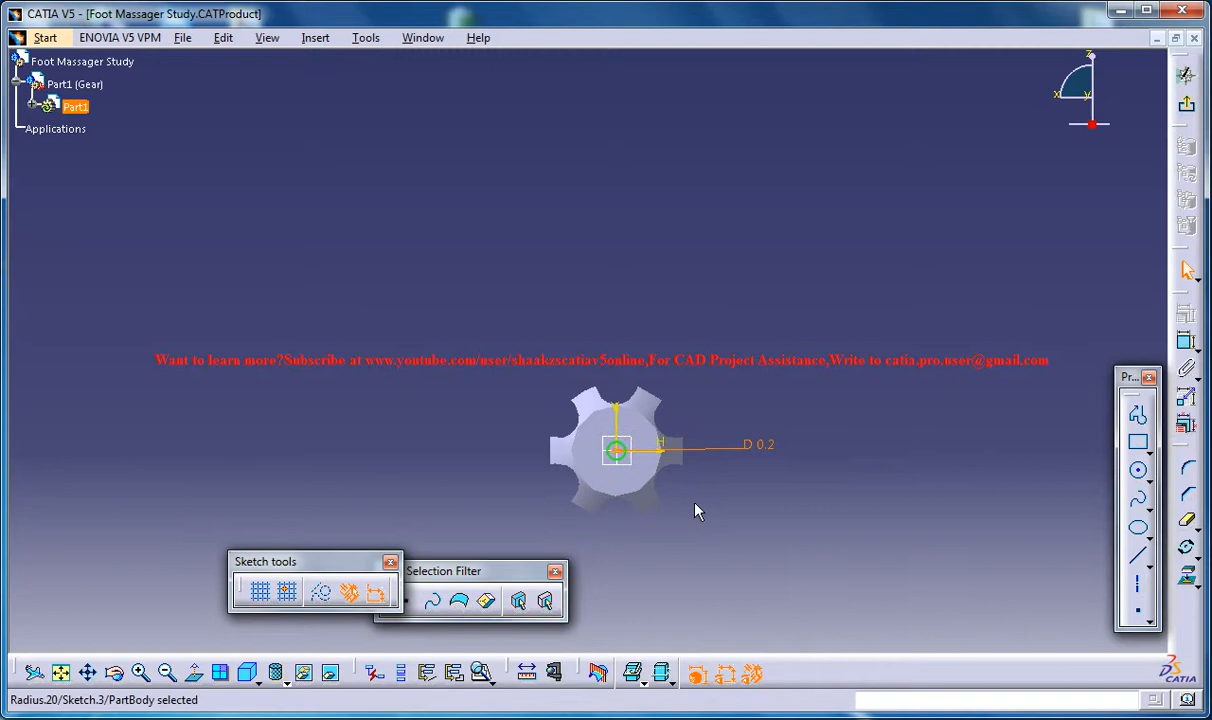 CATIA V5 - [Foot Massager Study.CATProduct]
Start ENOVIA V5 VPM File Edit View Insert Tools Window Help
Foot Massager Study
Part1 (Gear)
Part1
Applications
z
x
y
Want to learn more?Subscribe at www.youtube.com/user/shaakzscatiav5online,For CAD Project Assistance,Write to catia.pro.user@gmail.com
Pr...
V
H
D 0.2
Sketch tools
Selection Filter
CATIA
Radius.20/Sketch.3/PartBody selected